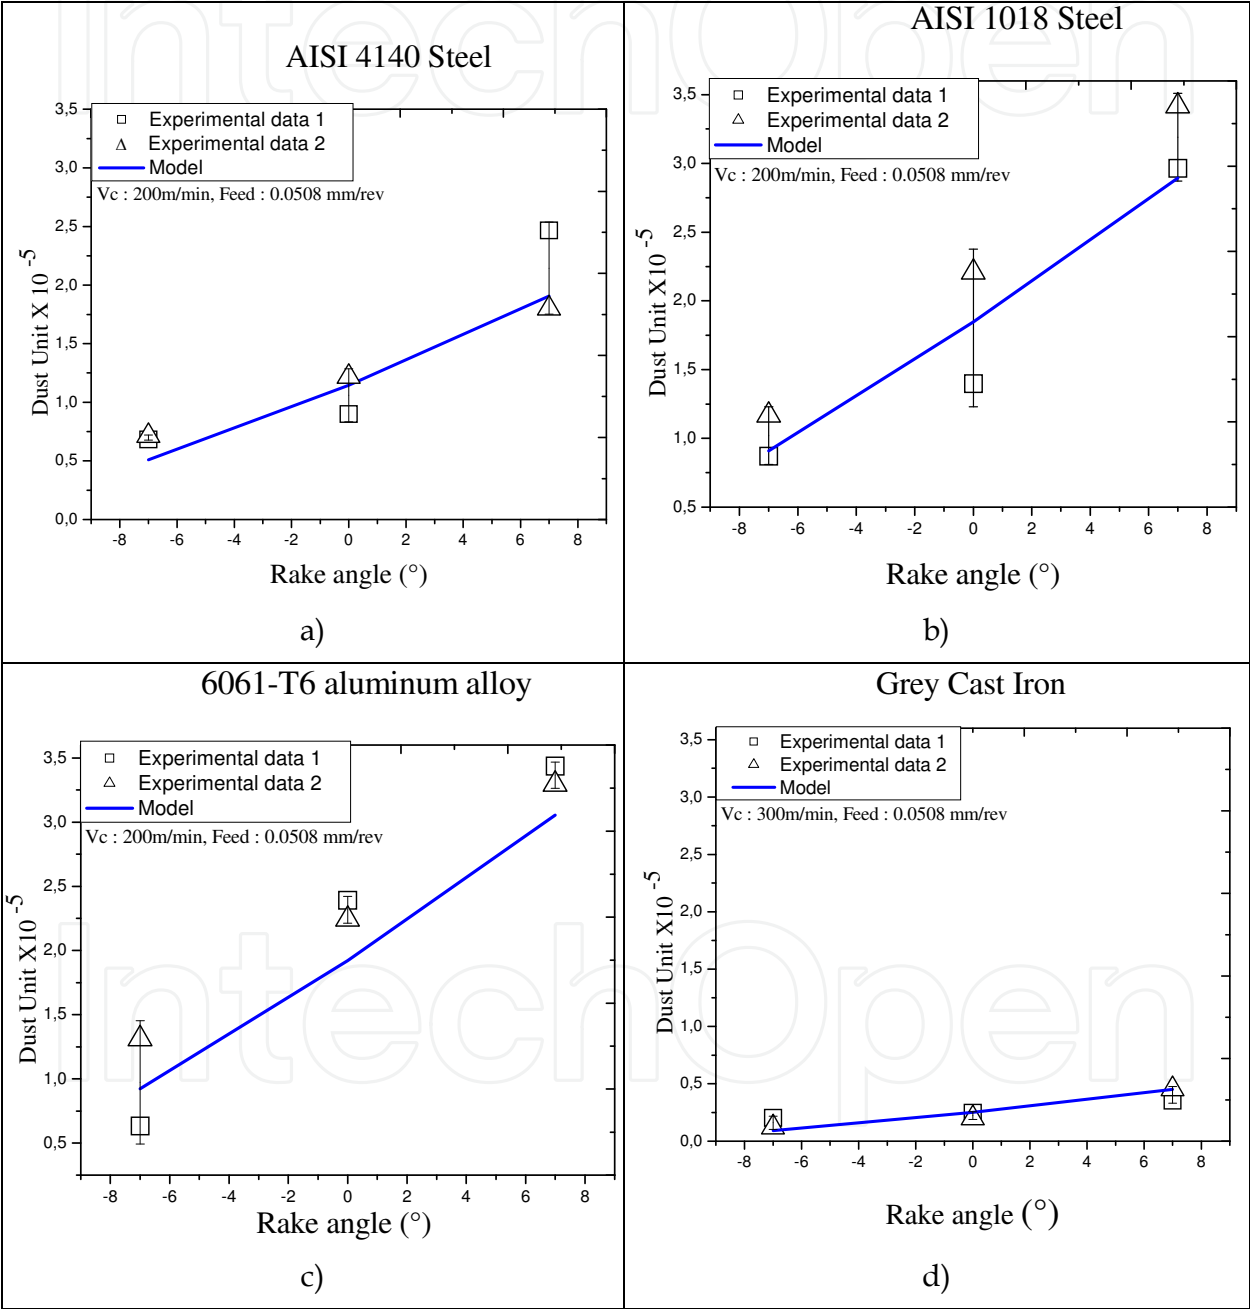 AISI 4140 Steel
Experimental data 1
Experimental data 2
Model
Vc : 200m/min, Feed : 0.0508 mm/rev
Dust Unit X 10 -5
3,5
3,0
2,5
2,0
1,5
1,0
0,5
0,0
-8 -6 -4 -2 0 2 4 6 8
Rake angle (°)
a)
AISI 1018 Steel
Experimental data 1
Experimental data 2
Model
Vc : 200m/min, Feed : 0.0508 mm/rev
Dust Unit X10 -5
3,5
3,0
2,5
2,0
1,5
1,0
0,5
-8 -6 -4 -2 0 2 4 6 8
Rake angle (°)
b)
6061-T6 aluminum alloy
Experimental data 1
Experimental data 2
Model
Vc : 200m/min, Feed : 0.0508 mm/rev
Dust Unit X10 -5
3,5
3,0
2,5
2,0
1,5
1,0
0,5
-8 -6 -4 -2 0 2 4 6 8
Rake angle (°)
c)
Grey Cast Iron
Experimental data 1
Experimental data 2
Model
Vc : 300m/min, Feed : 0.0508 mm/rev
Dust Unit X10 -5
3,5
3,0
2,5
2,0
1,5
1,0
0,5
0,0
-8 -6 -4 -2 0 2 4 6 8
Rake angle (°)
d)
IntechOpen
IntechOpen